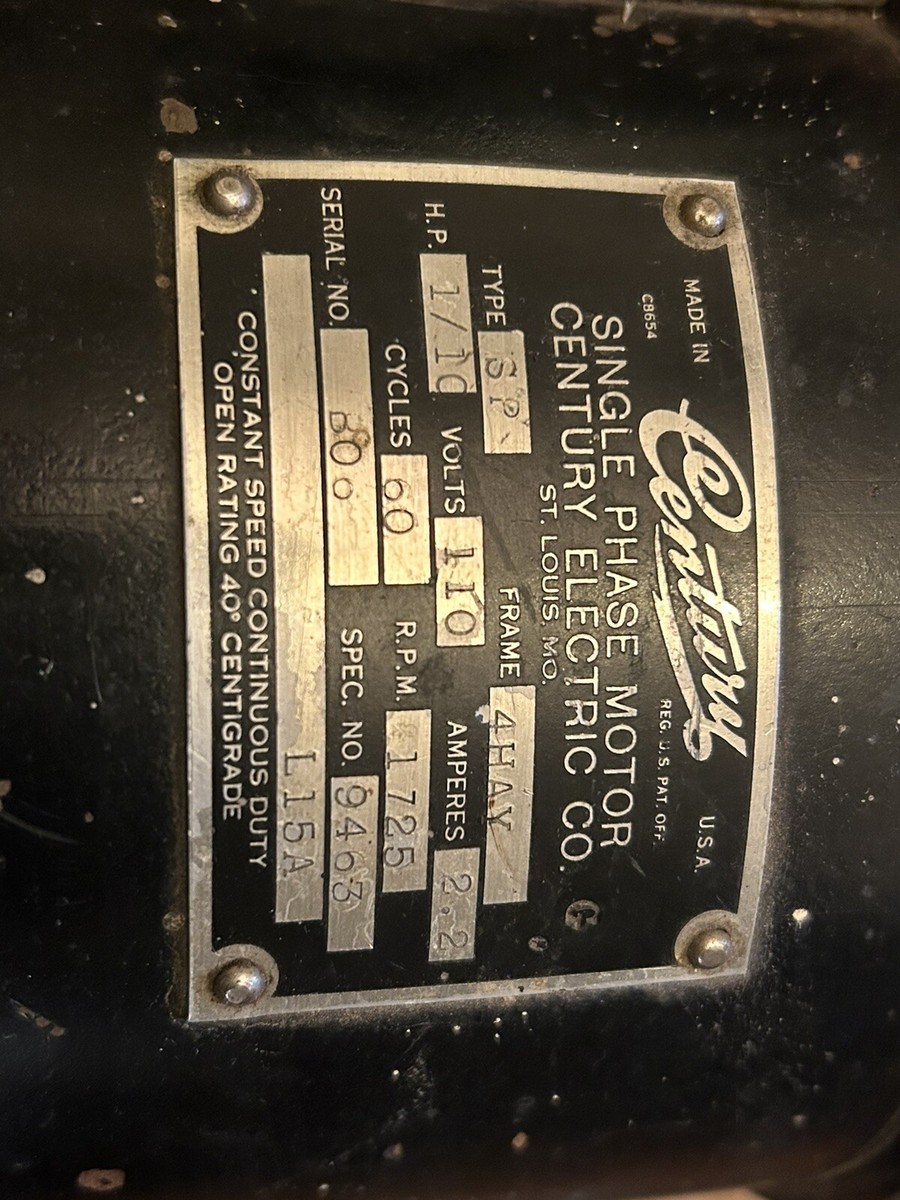 MADE IN Century U.S.A.
C8654 REG. U.S. PAT. OFF.
SINGLE PHASE MOTOR
CENTURY ELECTRIC CO.
ST. LOUIS, MO.
TYPE SP FRAME 4HAY
H.P. 1/10 VOLTS 110 AMPERES 2.2
CYCLES 60 R.P.M. 1725
SERIAL NO. SPEC. NO. 9463
L15A
CONSTANT SPEED CONTINUOUS DUTY
OPEN RATING 40° CENTIGRADE